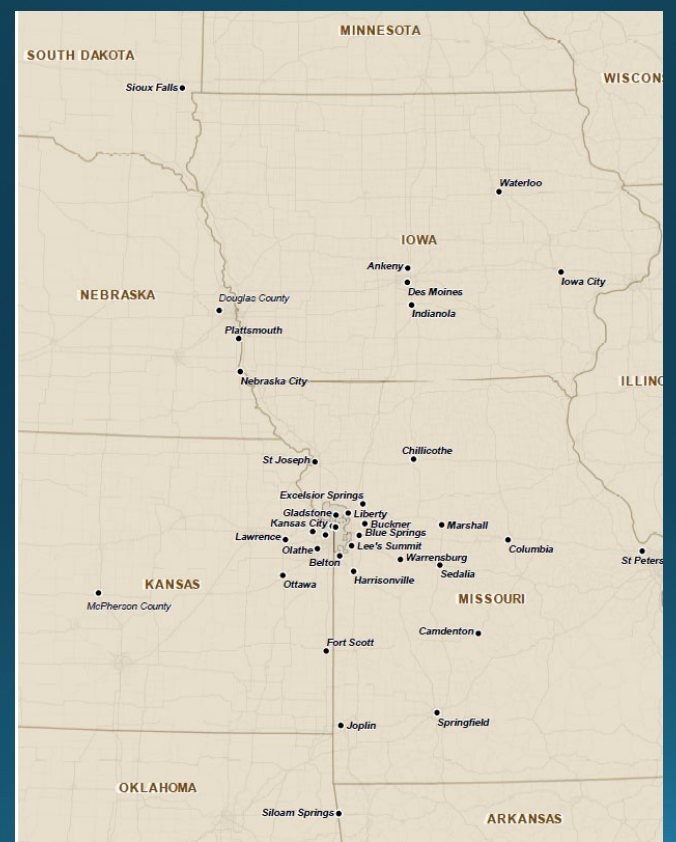 MINNESOTA
SOUTH DAKOTA
WISCON
Sioux Falls
Waterloo
IOWA
Ankeny
Iowa City
Des Moines
NEBRASKA
Douglas County
Indianola
Plattsmouth
Nebraska City
ILLINO
Chillicothe
St Joseph
Excelsior Springs
Gladstone
Liberty
Kansas City
Buckner
Marshall
Blue Springs
Lawrence
Lee's Summit
Columbia
Olathe
Belton
Warrensburg
St Peters
Sedalia
Harrisonville
KANSAS
Ottawa
MISSOURI
McPherson County
Camdenton
Fort Scott
Springfield
Joplin
OKLAHOMA
Siloam Springs
ARKANSAS